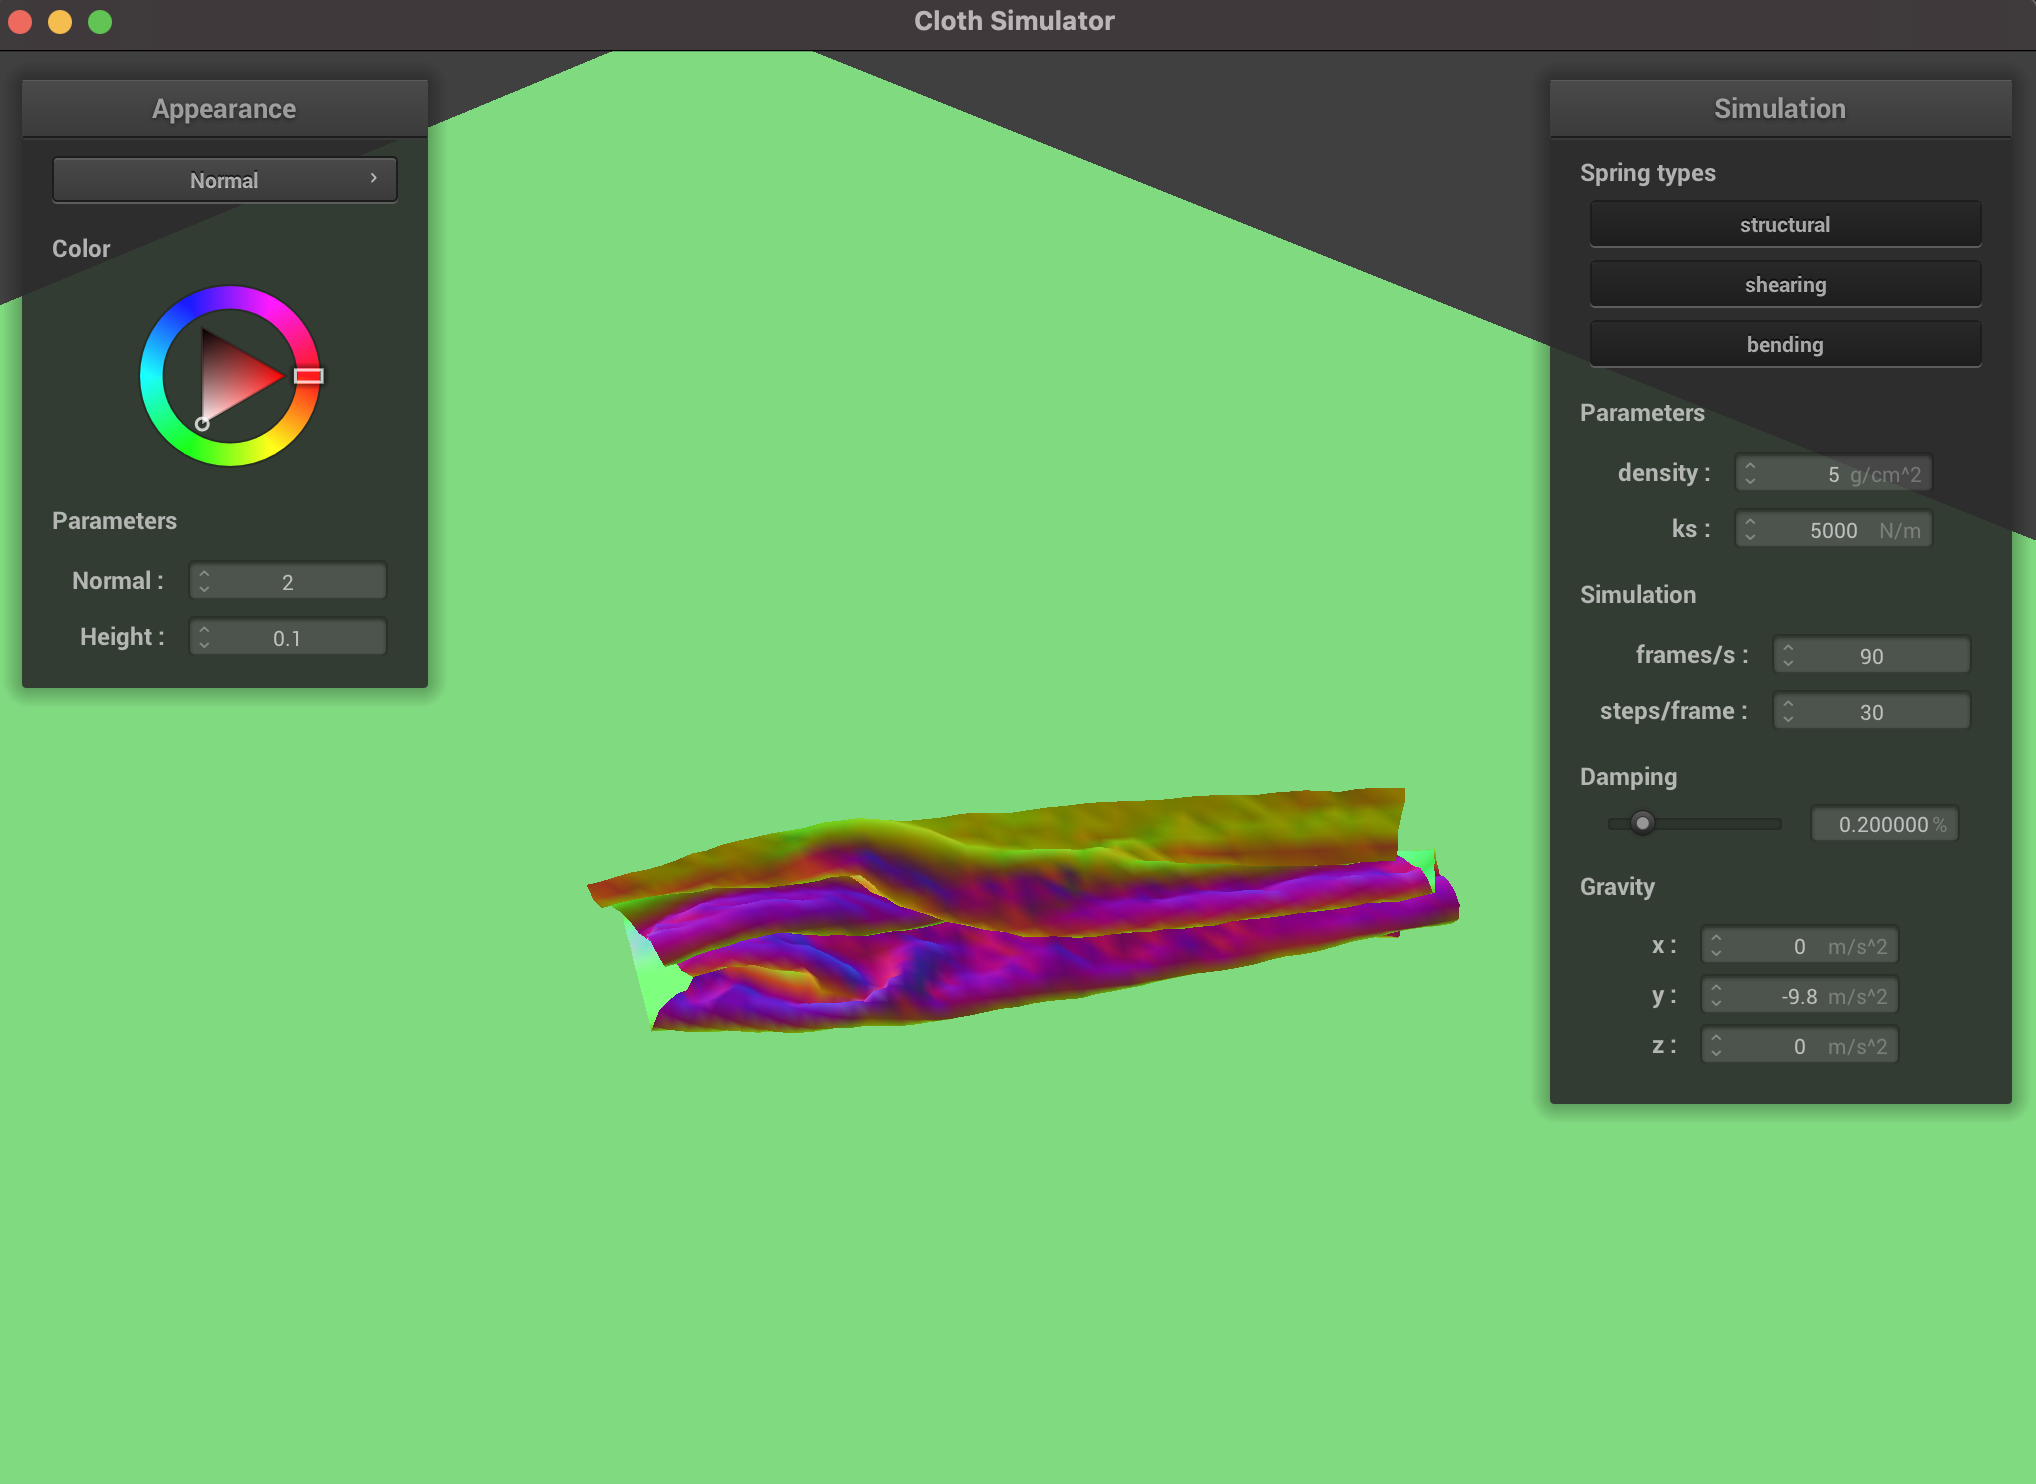 Cloth Simulator
Appearance
Normal
Color
Parameters
Normal : 2
Height : 0.1
Simulation
Spring types
structural
shearing
bending
Parameters
density : 5 g/cm^2
ks : 5000 N/m
Simulation
frames/s : 90
steps/frame : 30
Damping
0.200000 %
Gravity
x : 0 m/s^2
y : -9.8 m/s^2
z : 0 m/s^2